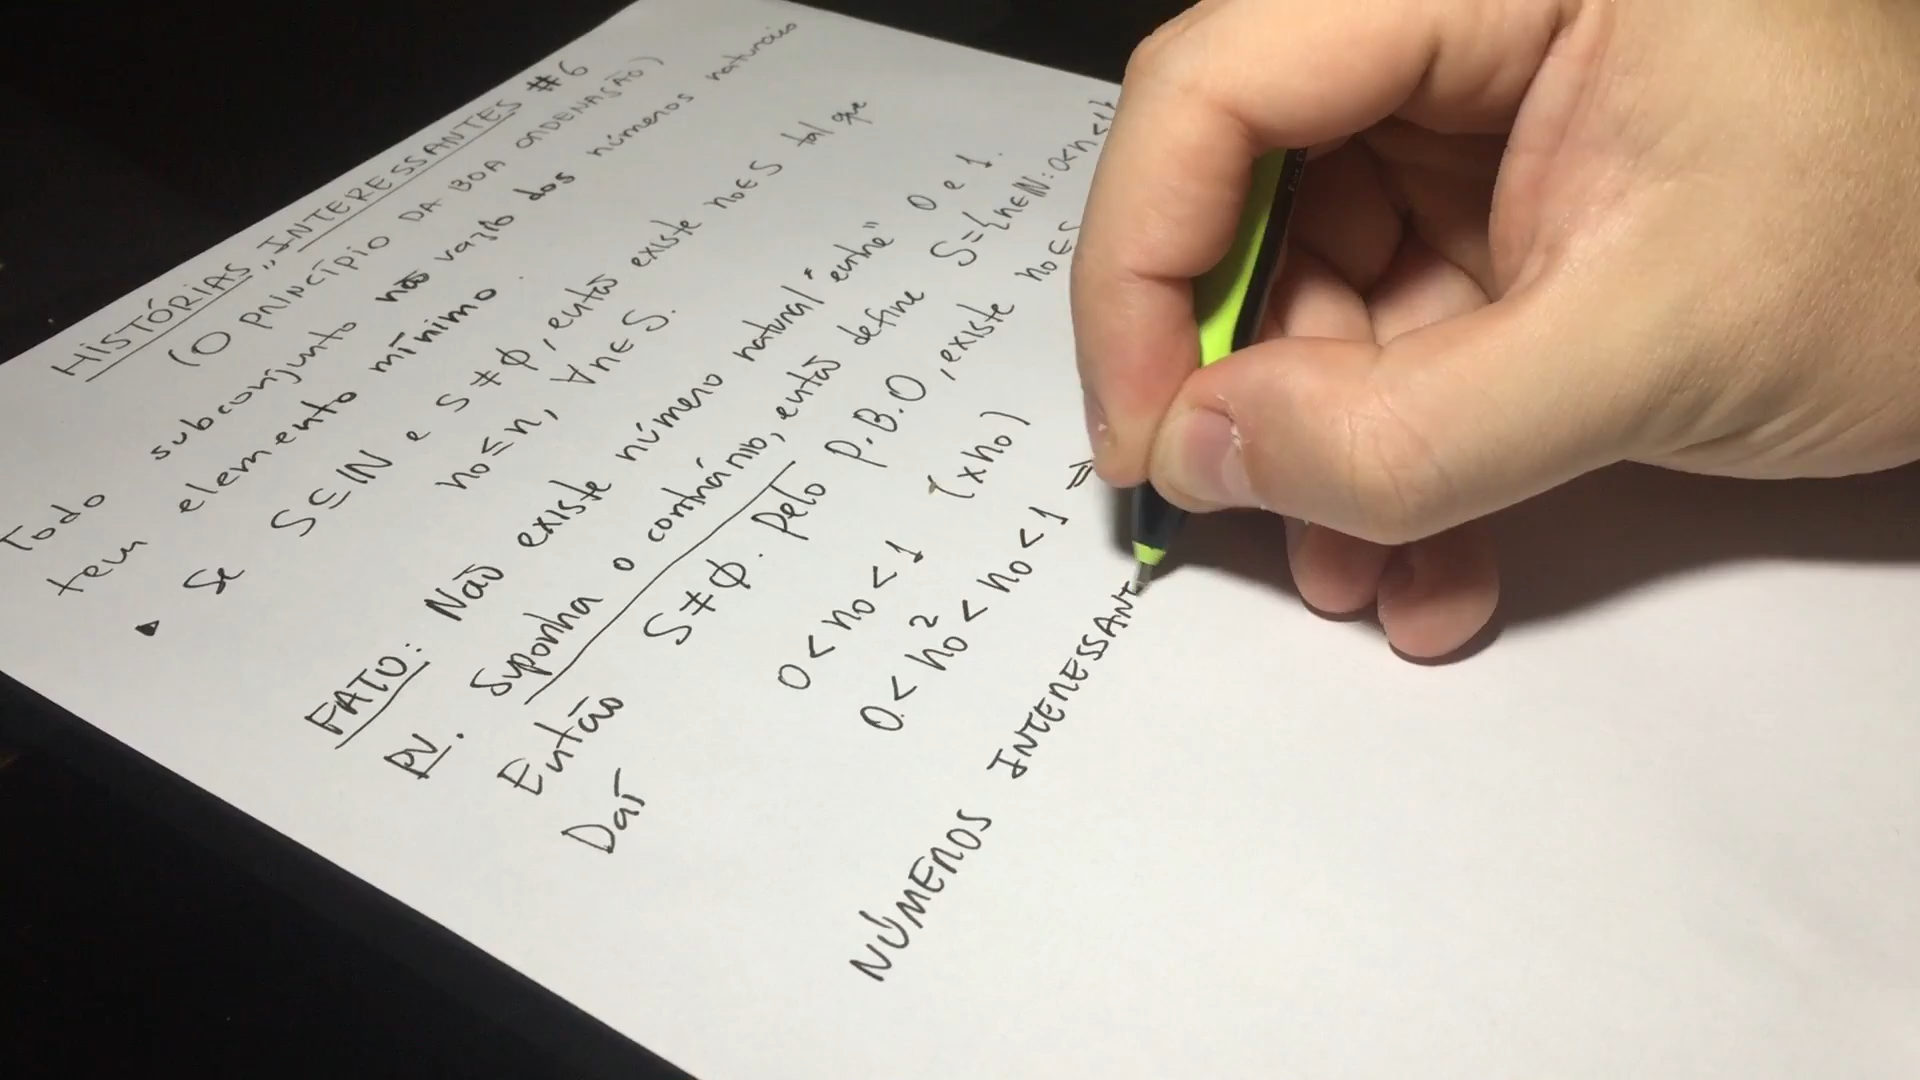 HISTÓRIAS „INTERESSANTES #6
(O PRINCÍPIO DA BOA ORDENAÇÃO)
Todo subconjunto não vazio dos números naturais
tem elemento mínimo.
Se S⊆ℕ e S≠∅, então existe n₀∈S tal que
n₀≤n, ∀n∈S.
FATO: Não existe número natural "entre" 0 e 1.
PV. Suponha o contrário, então define S={n∈ℕ: 0<n<1
Então S≠∅. Pelo P.B.O, existe n₀∈S
Daí 0<n₀<1 (×n₀)
0<n₀²<n₀<1 ⇒
NÚMEROS INTERESSANT